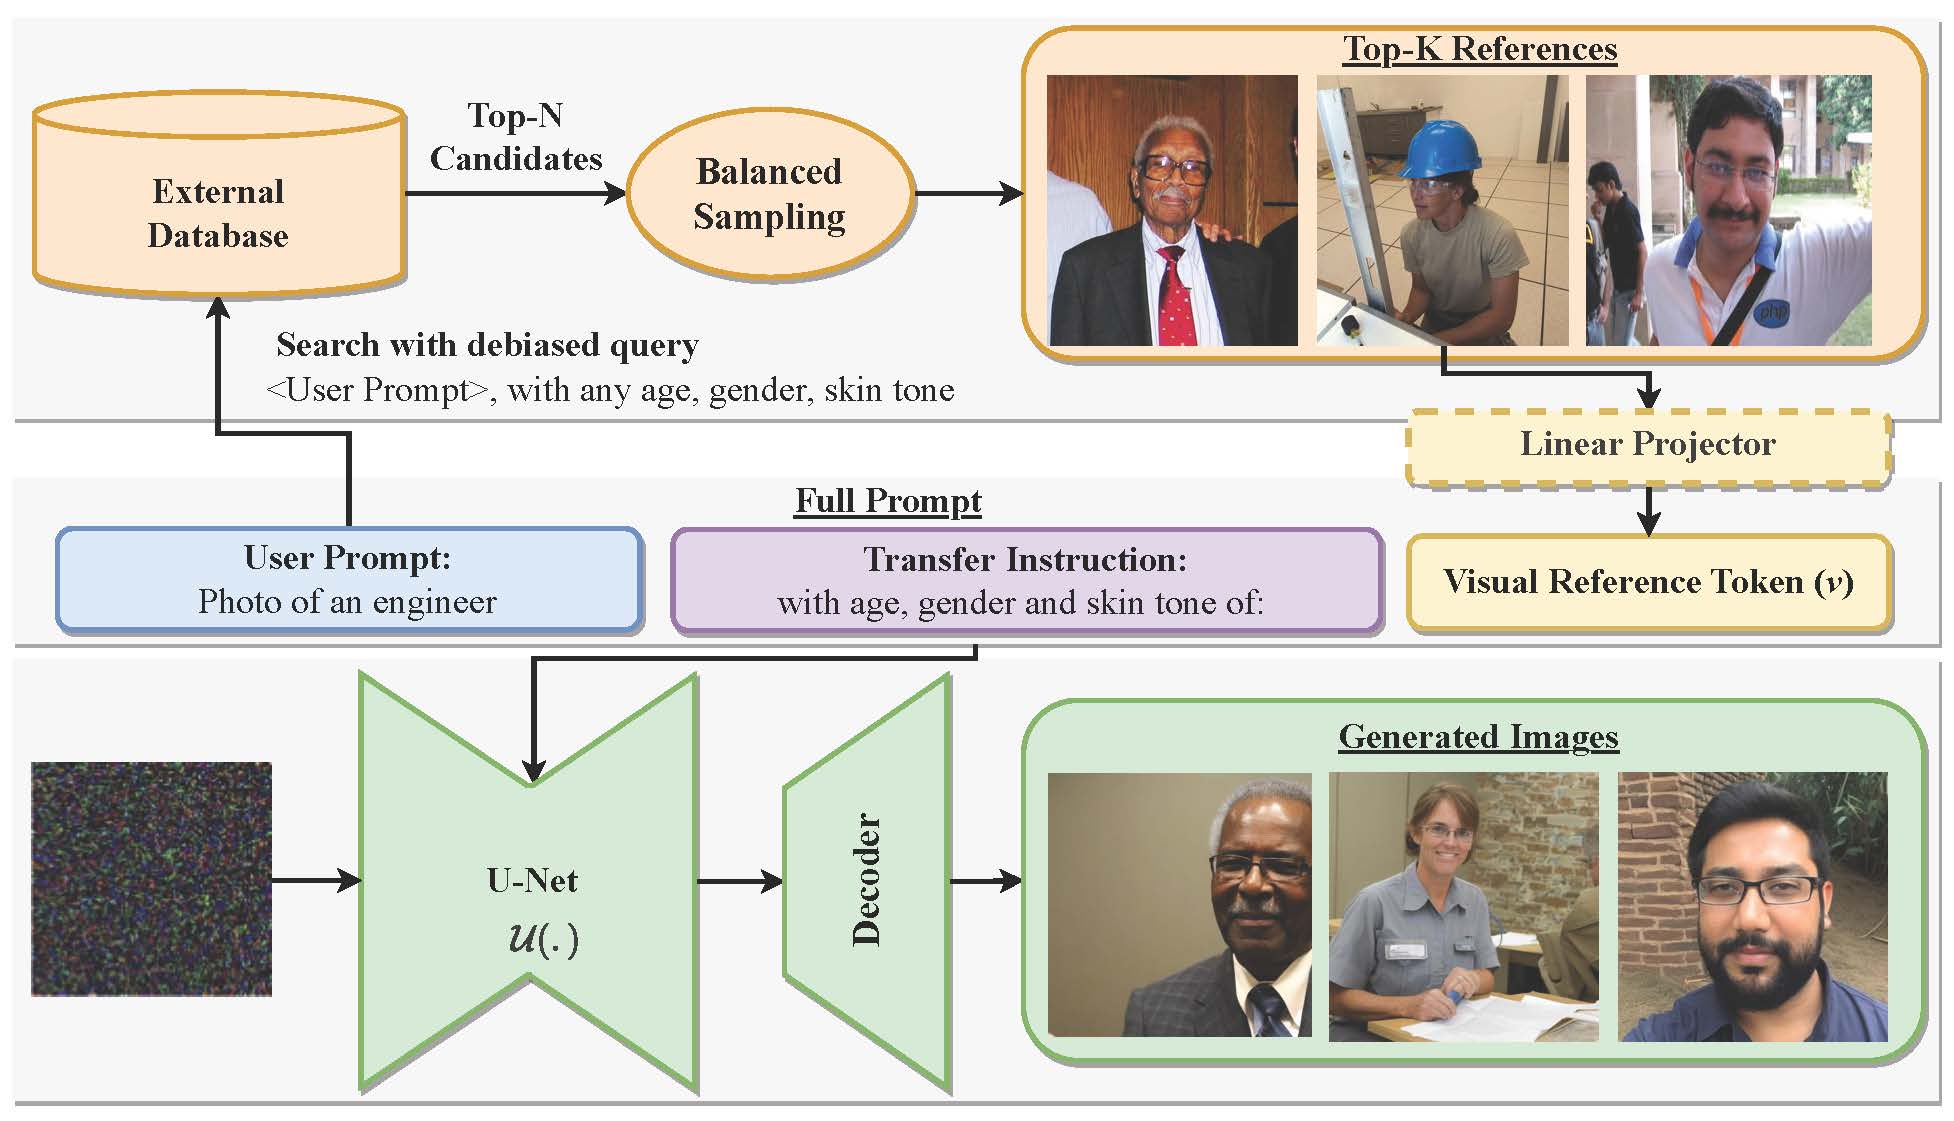 Top-K References
Top-N
Candidates
External
Database
Balanced
Sampling
php
Search with debiased query
<User Prompt>, with any age, gender, skin tone
Linear Projector
Full Prompt
User Prompt:
Photo of an engineer
Transfer Instruction:
with age, gender and skin tone of:
Visual Reference Token (v)
Generated Images
U-Net
𝒰(.)
Decoder